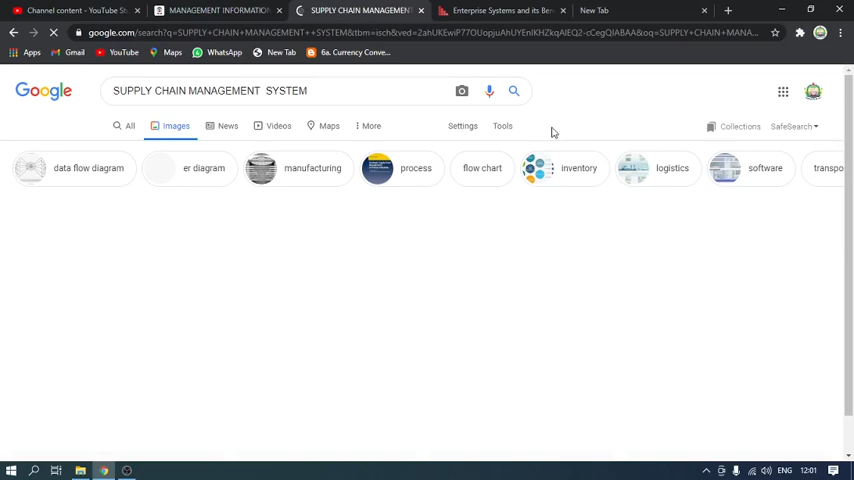 Channel content - YouTube Stu
MANAGEMENT INFORMATION
SUPPLY CHAIN MANAGEMENT
Enterprise Systems and its Ben
New Tab
google.com/search?q=SUPPLY+CHAIN+MANAGEMENT++SYSTEM&tbm=isch&ved=2ahUKEwiP77OUopjuAhUYEnIKHZkqAIEQ2-cCegQIABAA&oq=SUPPLY+CHAIN+MANA...
Apps Gmail YouTube Maps WhatsApp New Tab 6a. Currency Conve...
Google
SUPPLY CHAIN MANAGEMENT  SYSTEM
All Images News Videos Maps More Settings Tools Collections SafeSearch
data flow diagram er diagram manufacturing process flow chart inventory logistics software transpo
ENG 12:01